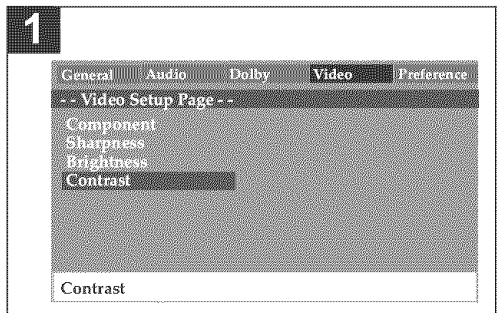 1
General Audio Dolby Video Preference
- - Video Setup Page - -
Component
Sharpness
Brightness
Contrast
Contrast